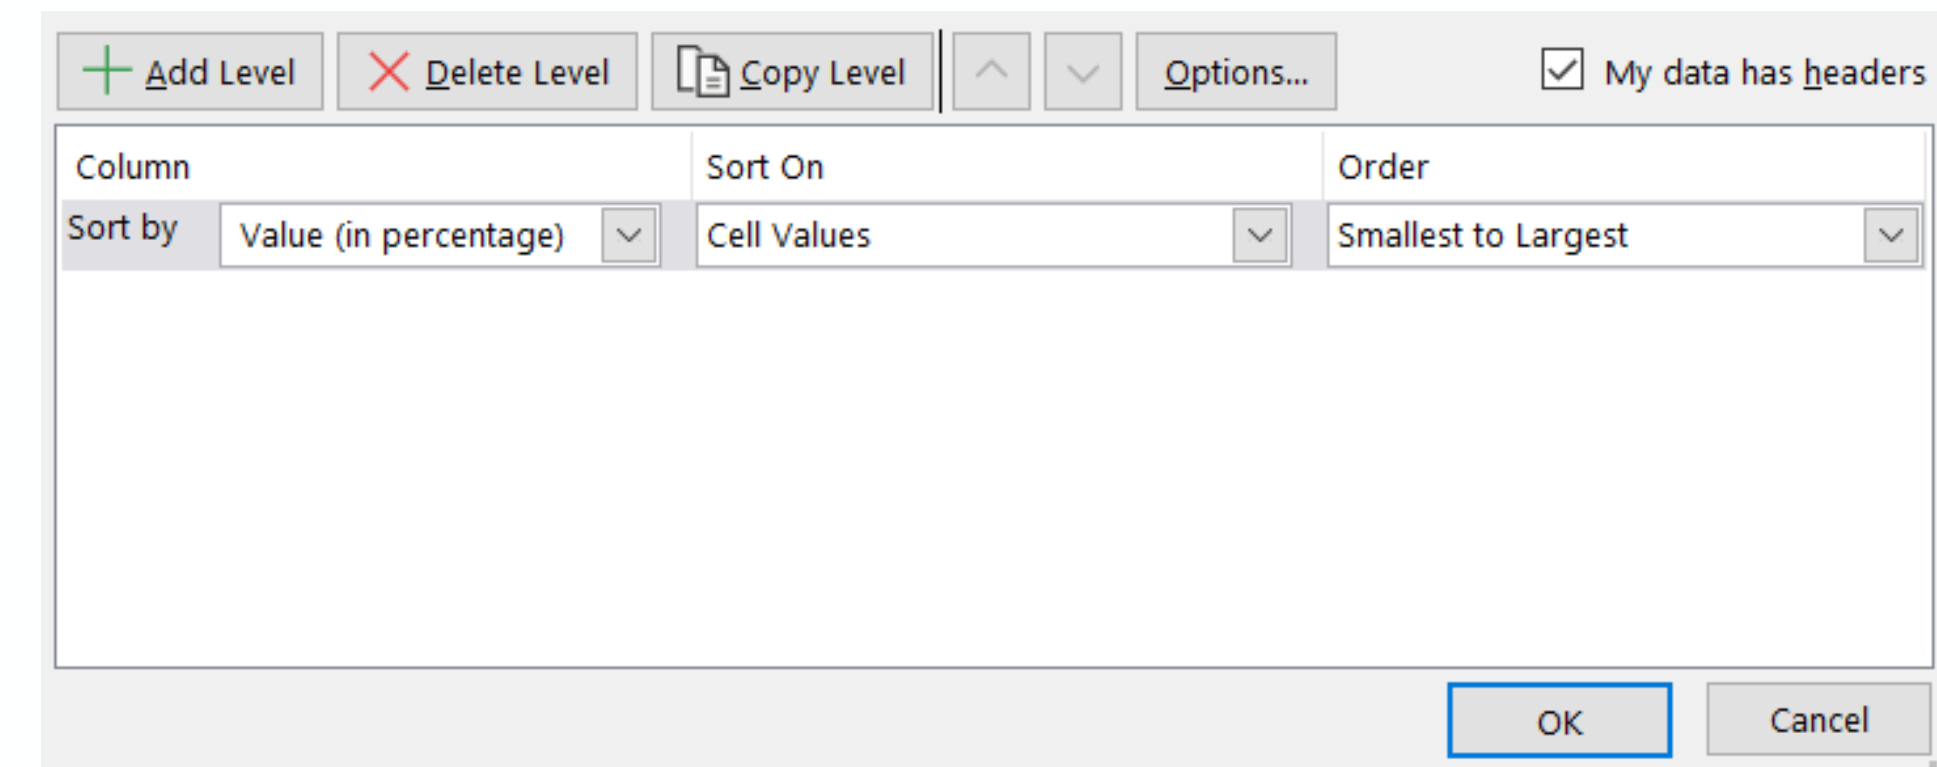 Add Level Delete Level Copy Level Options... My data has headers
Column Sort On Order
Sort by Value (in percentage) Cell Values Smallest to Largest
OK Cancel